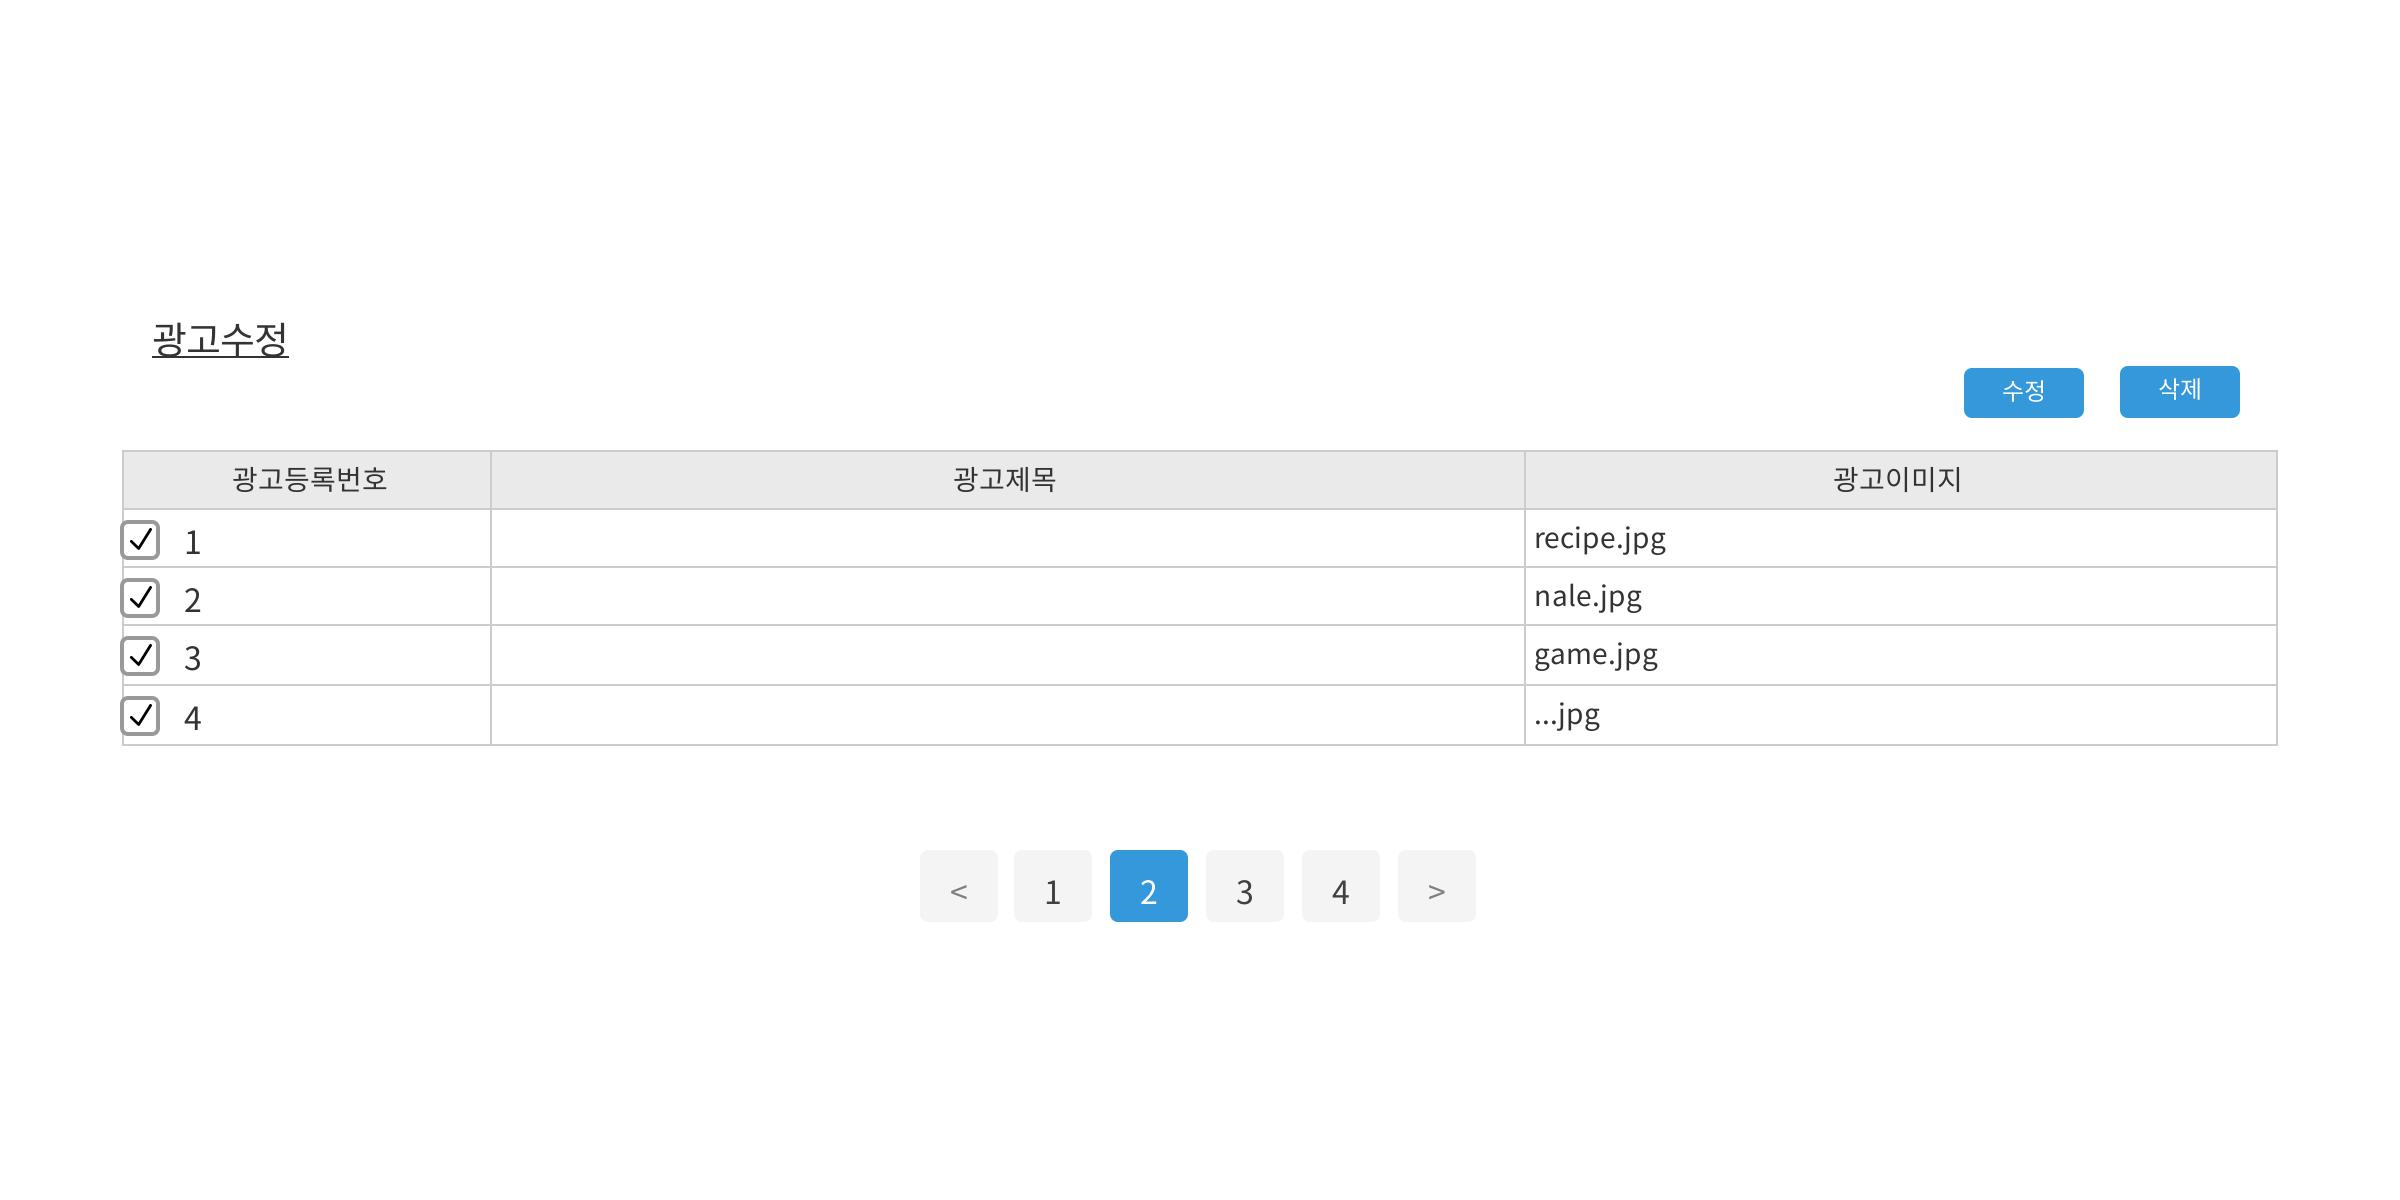 광고수정
수정 삭제
광고등록번호 광고제목 광고이미지
1 recipe.jpg
2 nale.jpg
3 game.jpg
4 ...jpg
< 1 2 3 4 >